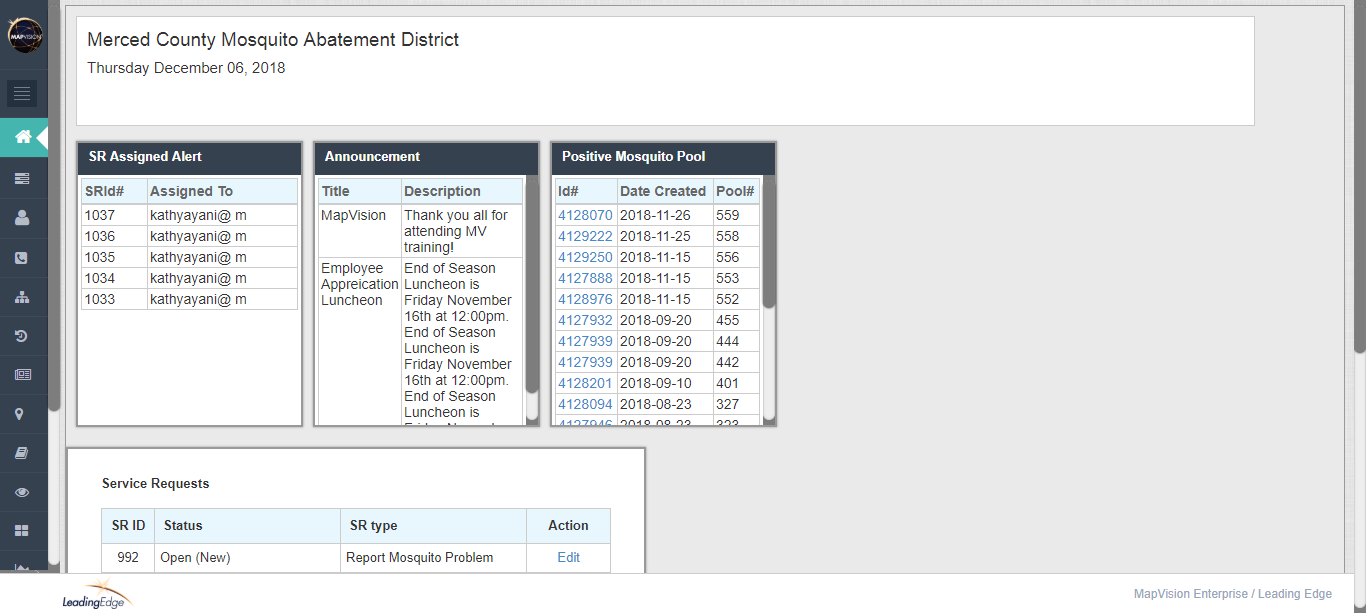 MAPVISION
Merced County Mosquito Abatement District
Thursday December 06, 2018
SR Assigned Alert
SRId# Assigned To
1037 kathyayani@ m
1036 kathyayani@ m
1035 kathyayani@ m
1034 kathyayani@ m
1033 kathyayani@ m
Announcement
Title Description
MapVision Thank you all for
attending MV
training!
Employee End of Season
Appreication Luncheon is
Luncheon Friday November
16th at 12:00pm.
End of Season
Luncheon is
Friday November
16th at 12:00pm.
End of Season
Luncheon is
Positive Mosquito Pool
Id# Date Created Pool#
4128070 2018-11-26 559
4129222 2018-11-25 558
4129250 2018-11-15 556
4127888 2018-11-15 553
4128976 2018-11-15 552
4127932 2018-09-20 455
4127939 2018-09-20 444
4127939 2018-09-20 442
4128201 2018-09-10 401
4128094 2018-08-23 327
Service Requests
SR ID Status SR type Action
992 Open (New) Report Mosquito Problem Edit
LeadingEdge
MapVision Enterprise / Leading Edge